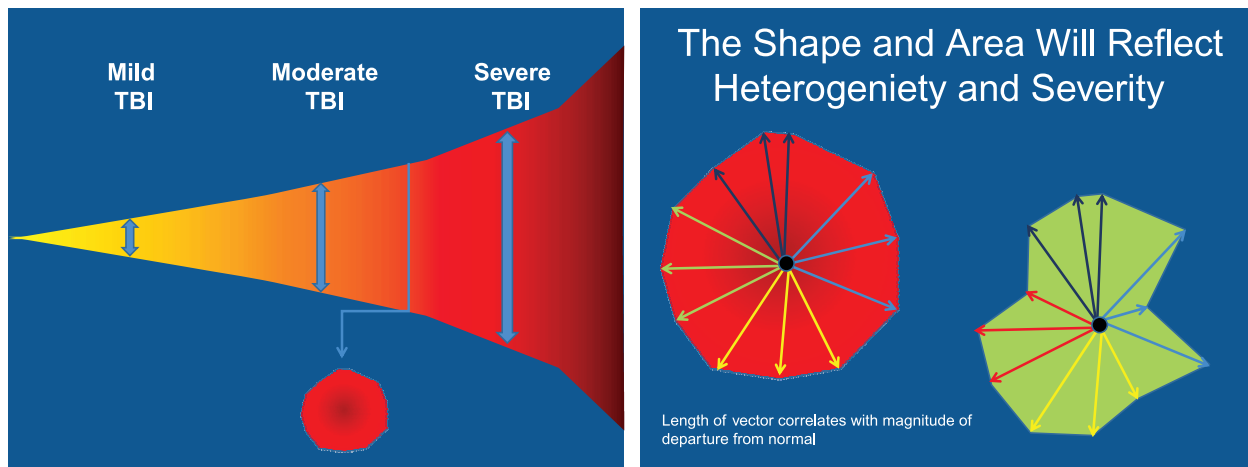 Mild
TBI
Moderate
TBI
Severe
TBI
The Shape and Area Will Reflect
Heterogeniety and Severity
Length of vector correlates with magnitude of
departure from normal